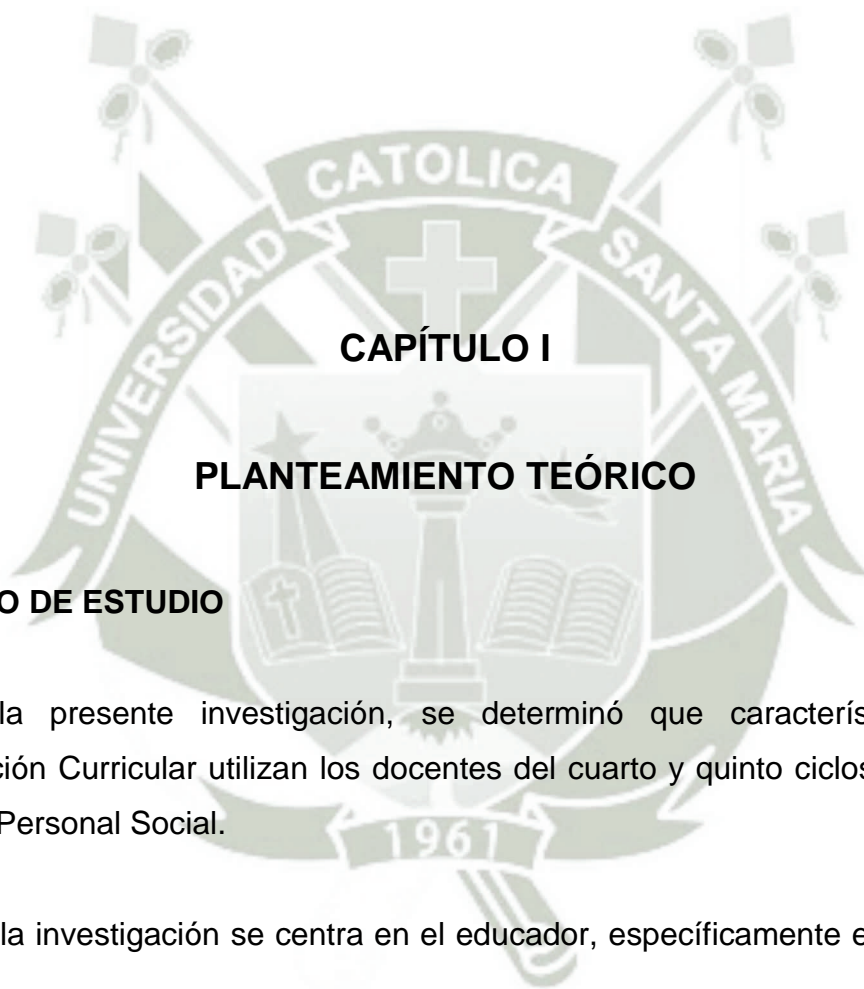 UNIVERSIDAD CATOLICA SANTA MARIA
CAPÍTULO I
PLANTEAMIENTO TEÓRICO
O DE ESTUDIO
la presente investigación, se determinó que caracterís
ción Curricular utilizan los docentes del cuarto y quinto ciclos
Personal Social.
1961
la investigación se centra en el educador, específicamente e